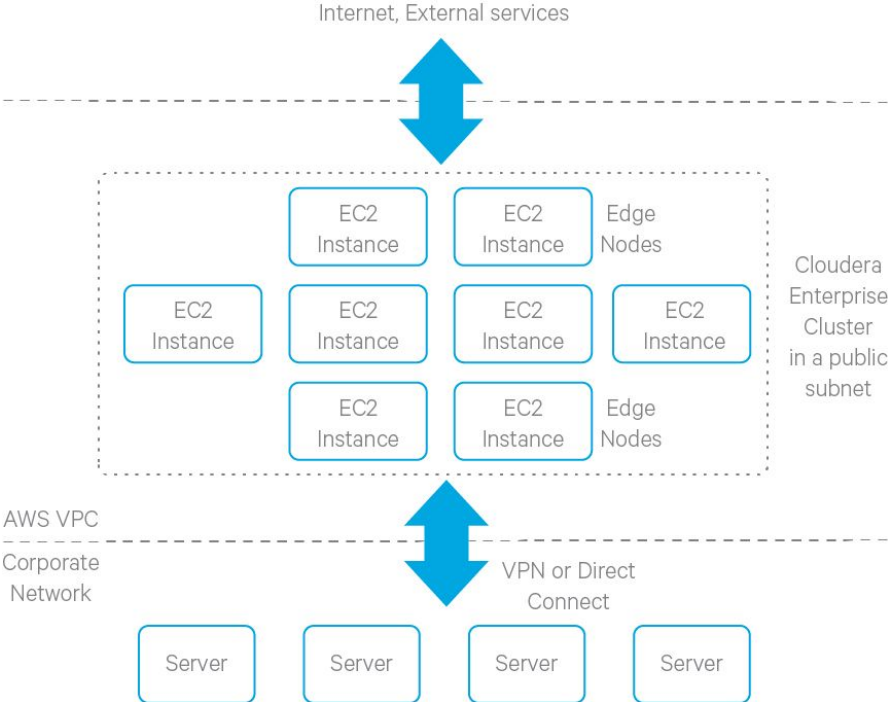 Internet, External services
EC2
Instance
EC2
Instance
Edge
Nodes
EC2
Instance
EC2
Instance
EC2
Instance
EC2
Instance
Cloudera
Enterprise
Cluster
in a public
subnet
EC2
Instance
EC2
Instance
Edge
Nodes
AWS VPC
Corporate
Network
VPN or Direct
Connect
Server
Server
Server
Server